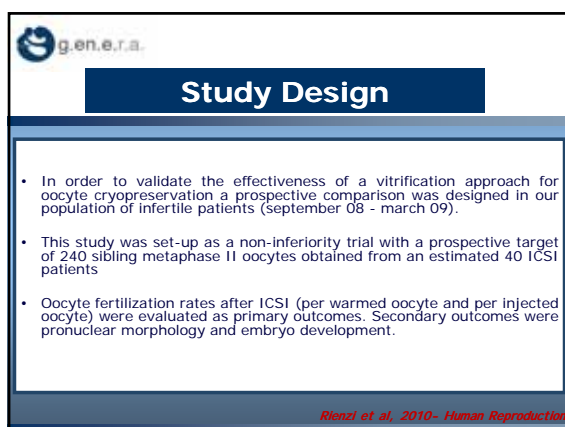 g.en.e.r.a.
Study Design
• In order to validate the effectiveness of a vitrification approach for
oocyte cryopreservation a prospective comparison was designed in our
population of infertile patients (september 08 - march 09).
• This study was set-up as a non-inferiority trial with a prospective target
of 240 sibling metaphase II oocytes obtained from an estimated 40 ICSI
patients
• Oocyte fertilization rates after ICSI (per warmed oocyte and per injected
oocyte) were evaluated as primary outcomes. Secondary outcomes were
pronuclear morphology and embryo development.
Rienzi et al, 2010– Human Reproduction